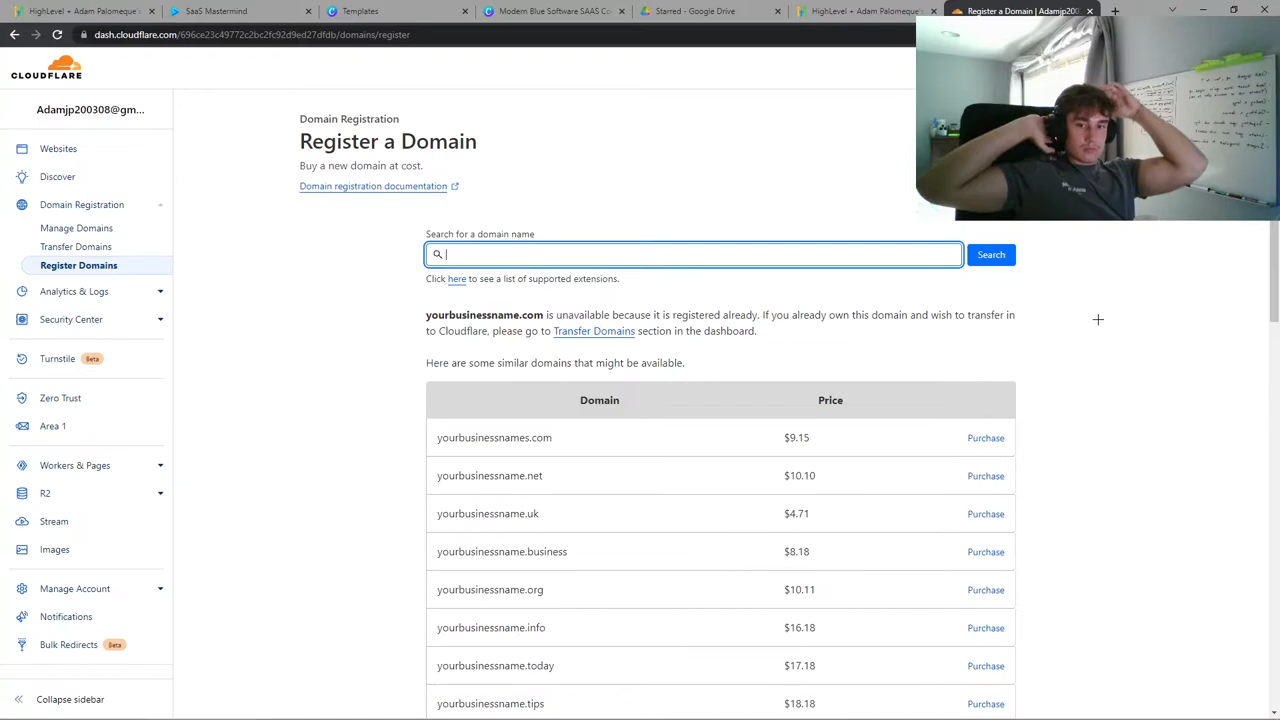 HighLevel + Adam Palomeque'
SaaS Mastermind
Templates
Modern Blue Software SAAS Co
Starred - Google Drive
HighLevel + Adam Palomeque'
Register a Domain | Adamjp200
dash.cloudflare.com/696ce23c49772c2bc2fc92d9ed27dfdb/domains/register
CLOUDFLARE
Adamjp200308@gm...
Websites
Discover
Domain Registration
Manage Domains
Transfer Domains
Register Domains
Analytics & Logs
Security Center
Turnstile Beta
Zero Trust
Area 1
Workers & Pages
R2
Stream
Images
Manage Account
Notifications
Bulk Redirects Beta
Collapse sidebar
Domain Registration
Register a Domain
Buy a new domain at cost.
Domain registration documentation
Search for a domain name
Search
Click here to see a list of supported extensions.
yourbusinessname.com is unavailable because it is registered already. If you already own this domain and wish to transfer in
to Cloudflare, please go to Transfer Domains section in the dashboard.
Here are some similar domains that might be available.
Domain Price
yourbusinessnames.com $9.15 Purchase
yourbusinessname.net $10.10 Purchase
yourbusinessname.uk $4.71 Purchase
yourbusinessname.business $8.18 Purchase
yourbusinessname.org $10.11 Purchase
yourbusinessname.info $16.18 Purchase
yourbusinessname.today $17.18 Purchase
yourbusinessname.tips $18.18 Purchase